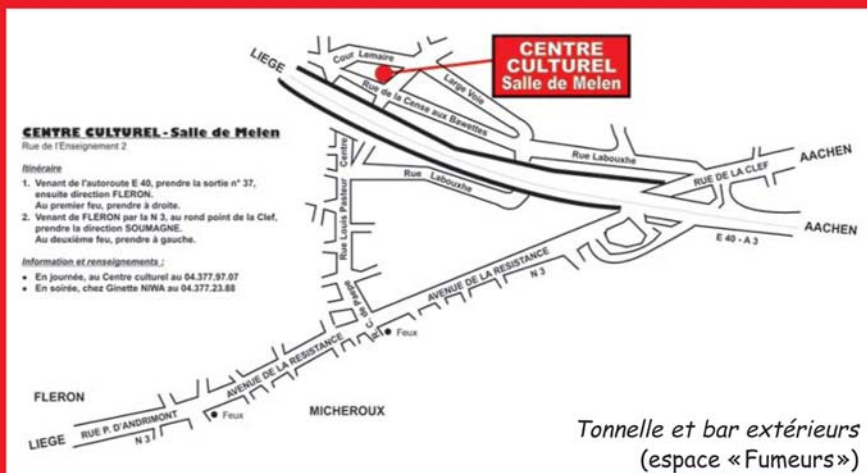 CENTRE
CULTUREL
Salle de Melen
LIEGE
Cour Lemaire
Large Voie
Rue de la Cense aux Bawettes
CENTRE CULTUREL - Salle de Melen
Rue de l'Enseignement 2
Itinéraire
1. Venant de l'autoroute E 40, prendre la sortie n° 37,
ensuite direction FLERON.
Au premier feu, prendre à droite.
2. Venant de FLERON par la N 3, au rond point de la Clef,
prendre la direction SOUMAGNE.
Au deuxième feu, prendre à gauche.
Information et renseignements :
• En journée, au Centre culturel au 04.377.97.07
• En soirée, chez Ginette NIWA au 04.377.23.88
Rue Labouxhe
AACHEN
RUE DE LA CLEF
Rue Labouxhe
Rue Louis Pasteur Centre
AACHEN
E 40 - A 3
AVENUE DE LA RESISTANCE
N 3
R. C. de Paepe
Feux
AVENUE DE LA RESISTANCE
FLERON
MICHEROUX
Feux
RUE P. D'ANDRIMONT
LIEGE
N 3
Tonnelle et bar extérieurs
(espace «Fumeurs»)